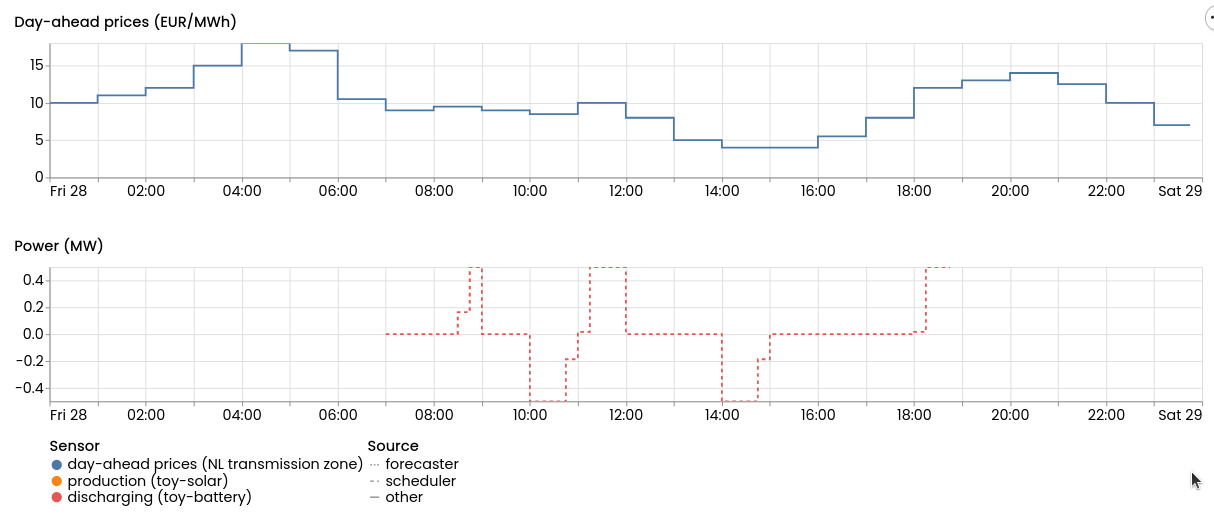 Day-ahead prices (EUR/MWh)
15
10
5
0
Fri 28 02:00 04:00 06:00 08:00 10:00 12:00 14:00 16:00 18:00 20:00 22:00 Sat 29
Power (MW)
0.4
0.2
0.0
−0.2
−0.4
Fri 28 02:00 04:00 06:00 08:00 10:00 12:00 14:00 16:00 18:00 20:00 22:00 Sat 29
Sensor Source
day-ahead prices (NL transmission zone) forecaster
production (toy-solar) scheduler
discharging (toy-battery) other